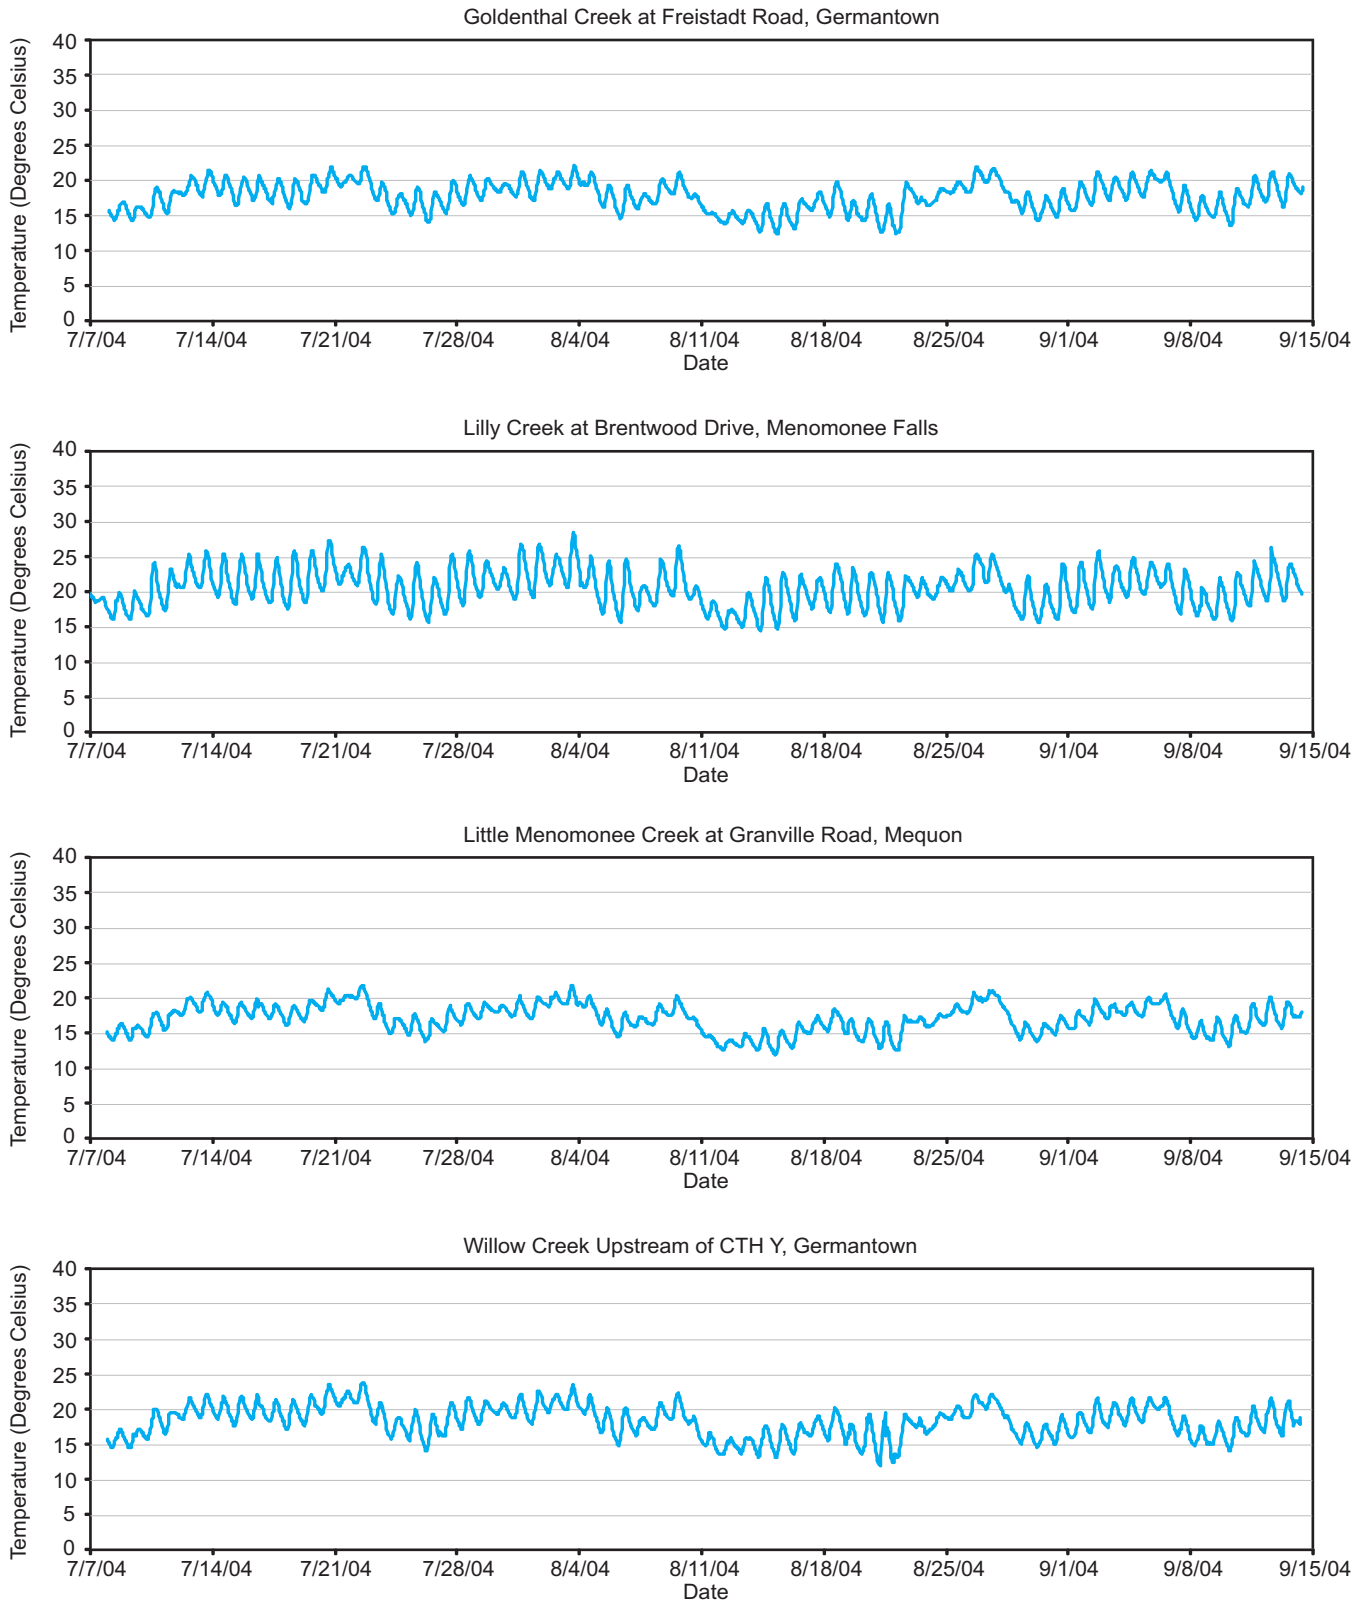 Goldenthal Creek at Freistadt Road, Germantown
Temperature (Degrees Celsius)
40
35
30
25
20
15
10
5
0
7/7/04 7/14/04 7/21/04 7/28/04 8/4/04 8/11/04 8/18/04 8/25/04 9/1/04 9/8/04 9/15/04
Date
Lilly Creek at Brentwood Drive, Menomonee Falls
Temperature (Degrees Celsius)
40
35
30
25
20
15
10
5
0
7/7/04 7/14/04 7/21/04 7/28/04 8/4/04 8/11/04 8/18/04 8/25/04 9/1/04 9/8/04 9/15/04
Date
Little Menomonee Creek at Granville Road, Mequon
Temperature (Degrees Celsius)
40
35
30
25
20
15
10
5
0
7/7/04 7/14/04 7/21/04 7/28/04 8/4/04 8/11/04 8/18/04 8/25/04 9/1/04 9/8/04 9/15/04
Date
Willow Creek Upstream of CTH Y, Germantown
Temperature (Degrees Celsius)
40
35
30
25
20
15
10
5
0
7/7/04 7/14/04 7/21/04 7/28/04 8/4/04 8/11/04 8/18/04 8/25/04 9/1/04 9/8/04 9/15/04
Date